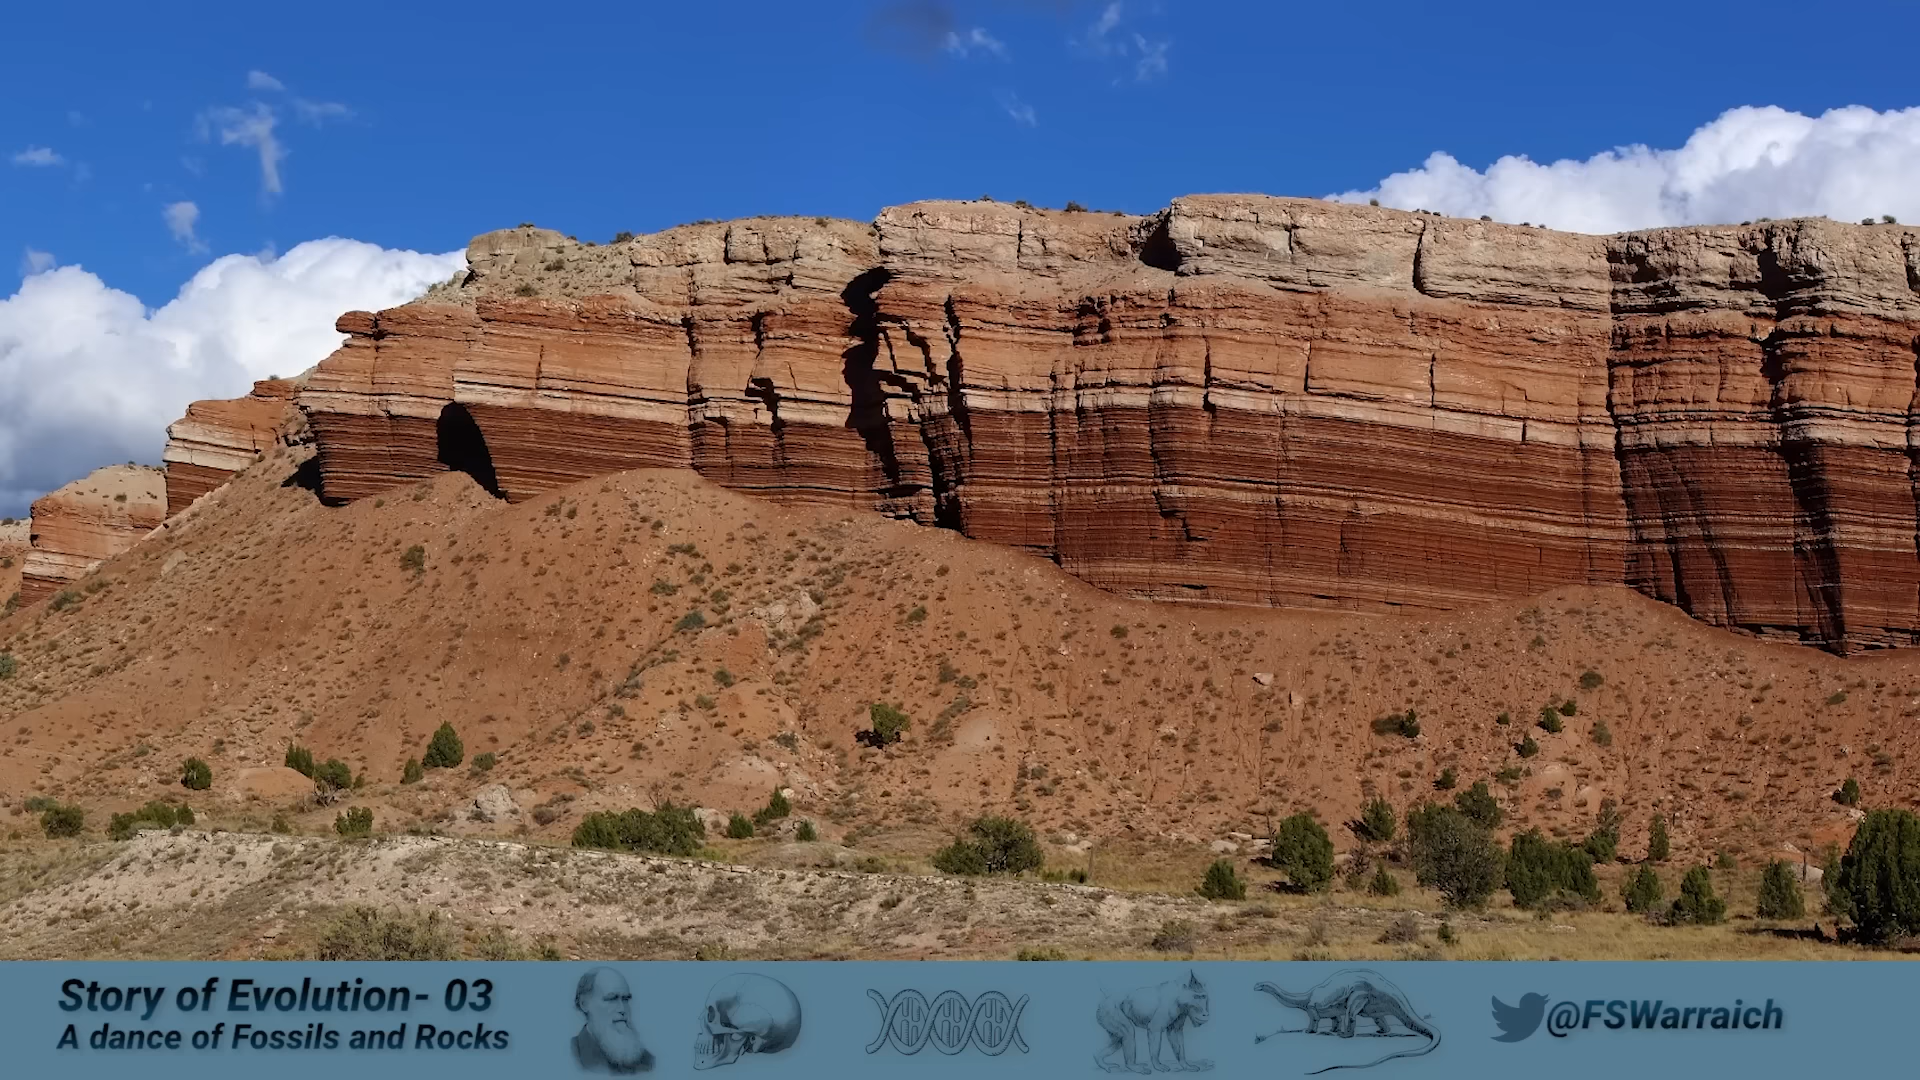 Story of Evolution- 03
A dance of Fossils and Rocks
@FSWarraich